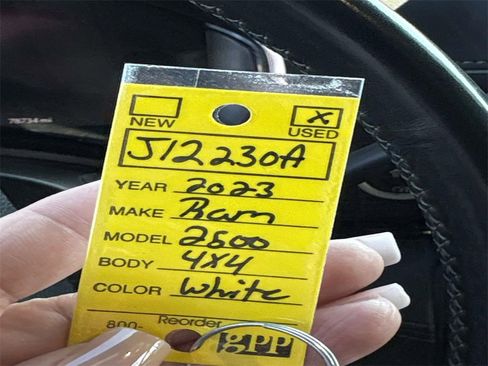 NEW X USED
J12230A
YEAR 2023
MAKE Ram
MODEL 2500
BODY 4X4
COLOR White
Reorder
800-
gPP